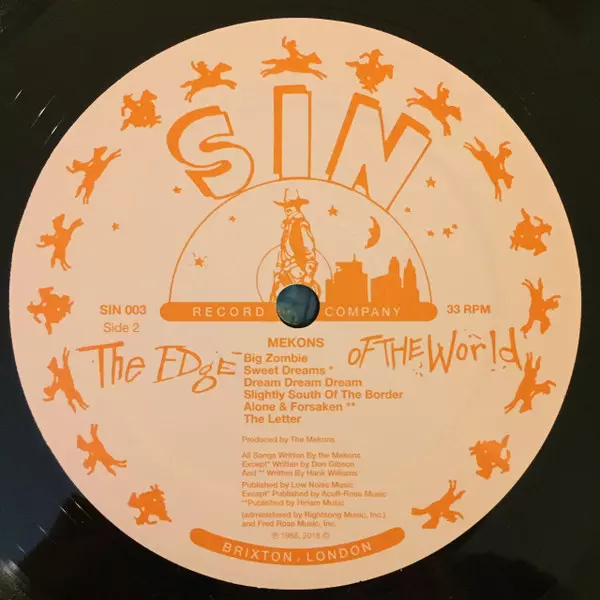 SIN
RECORD COMPANY
SIN 003
Side 2
33 RPM
MEKONS
The EDgE OF THE World
Big Zombie
Sweet Dreams *
Dream Dream Dream
Slightly South Of The Border
Alone & Forsaken **
The Letter
Produced by The Mekons
All Songs Written By the Mekons
Except* Written by Don Gibson
And ** Written By Hank Williams
Published by Low Noise Music
Except* Published by Acuff-Rose Music
**Published by Hiriam Music
(administered by Rightsong Music, Inc.)
and Fred Rose Music, Inc.
℗ 1986, 2018 ©
BRIXTON, LONDON